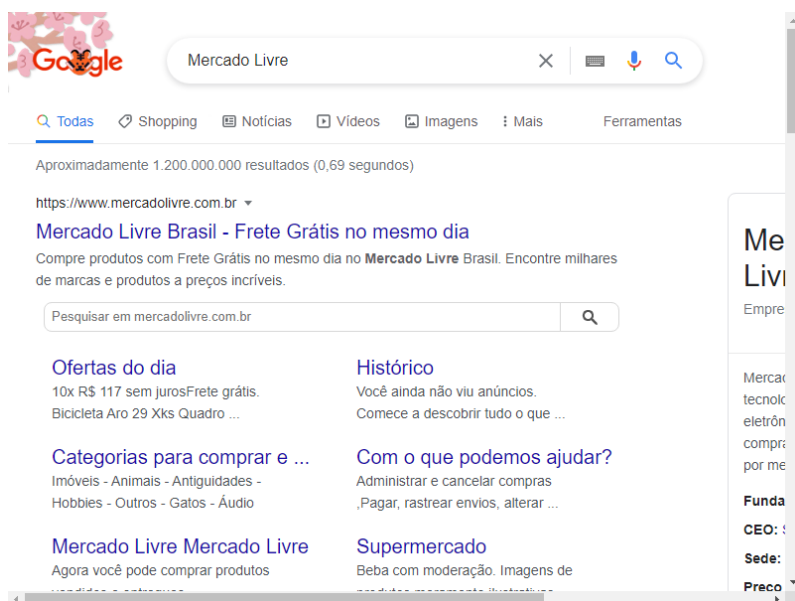 Google
Mercado Livre
Todas Shopping Notícias Vídeos Imagens Mais Ferramentas
Aproximadamente 1.200.000.000 resultados (0,69 segundos)
https://www.mercadolivre.com.br
Mercado Livre Brasil - Frete Grátis no mesmo dia
Compre produtos com Frete Grátis no mesmo dia no Mercado Livre Brasil. Encontre milhares
de marcas e produtos a preços incríveis.
Pesquisar em mercadolivre.com.br
Ofertas do dia
10x R$ 117 sem jurosFrete grátis.
Bicicleta Aro 29 Xks Quadro ...
Histórico
Você ainda não viu anúncios.
Comece a descobrir tudo o que ...
Categorias para comprar e ...
Imóveis - Animais - Antiguidades -
Hobbies - Outros - Gatos - Áudio
Com o que podemos ajudar?
Administrar e cancelar compras
,Pagar, rastrear envios, alterar ...
Mercado Livre Mercado Livre
Agora você pode comprar produtos
Supermercado
Beba com moderação. Imagens de
Me
Livr
Empre
Mercad
tecnolo
eletrôn
compra
por me
Funda
CEO:
Sede:
Preço